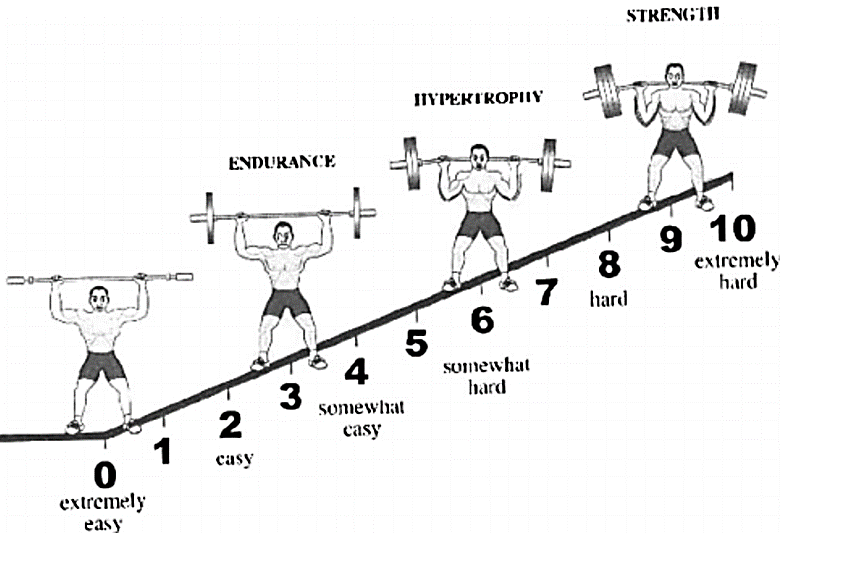 STRENGTH
HYPERTROPHY
ENDURANCE
0
extremely
easy
1
2
easy
3
4
somewhat
easy
5
6
somewhat
hard
7
8
hard
9
10
extremely
hard